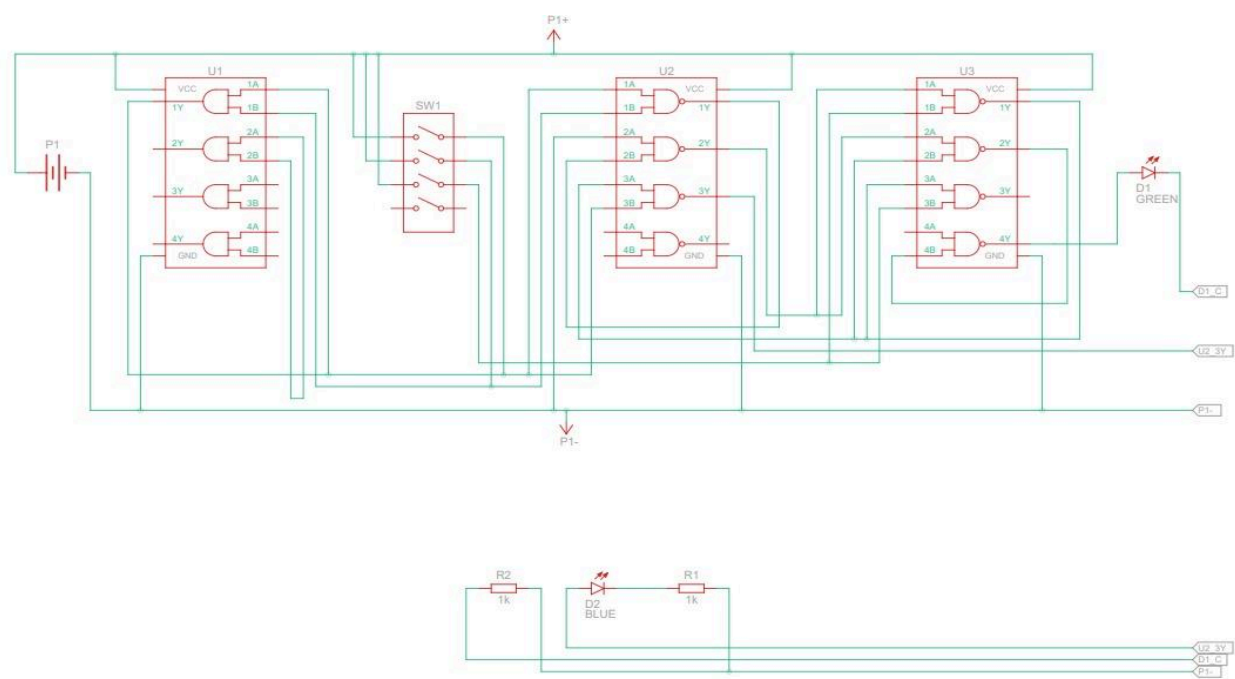 P1+
U1
VCC
1A
1Y
1B
2A
2Y
2B
3A
3Y
3B
4A
4Y
4B
GND
P1
SW1
U2
1A
VCC
1B
1Y
2A
2Y
2B
3A
3Y
3B
4A
4Y
4B
GND
U3
1A
VCC
1B
1Y
2A
2Y
2B
3A
3Y
3B
4A
4Y
4B
GND
D1
GREEN
D1_C
U2_3Y
P1-
P1-
R2
1k
D2
BLUE
R1
1k
U2_3Y
D1_C
P1-